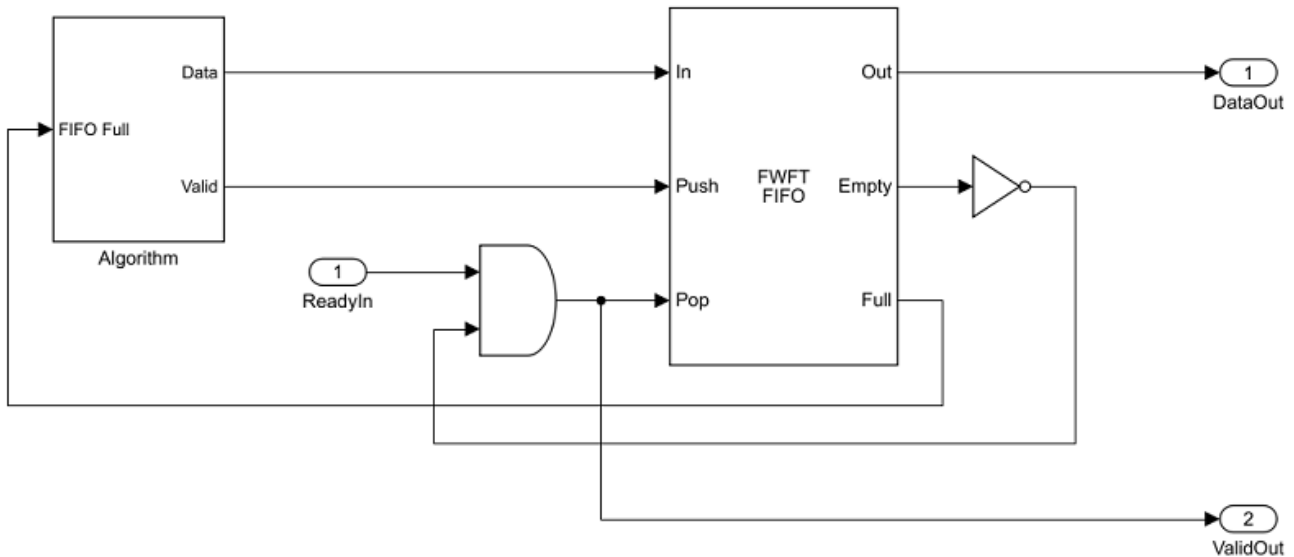 Data
FIFO Full
Valid
Algorithm
1
ReadyIn
In
Push
Pop
FWFT
FIFO
Out
Empty
Full
1
DataOut
2
ValidOut